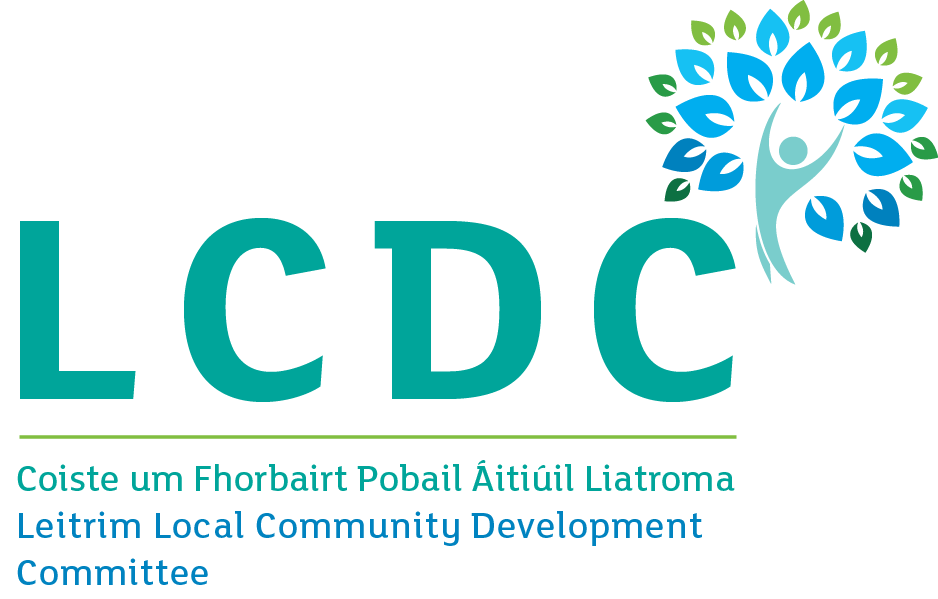 LCDC
Coiste um Fhorbairt Pobail Áitiúil Liatroma
Leitrim Local Community Development
Committee